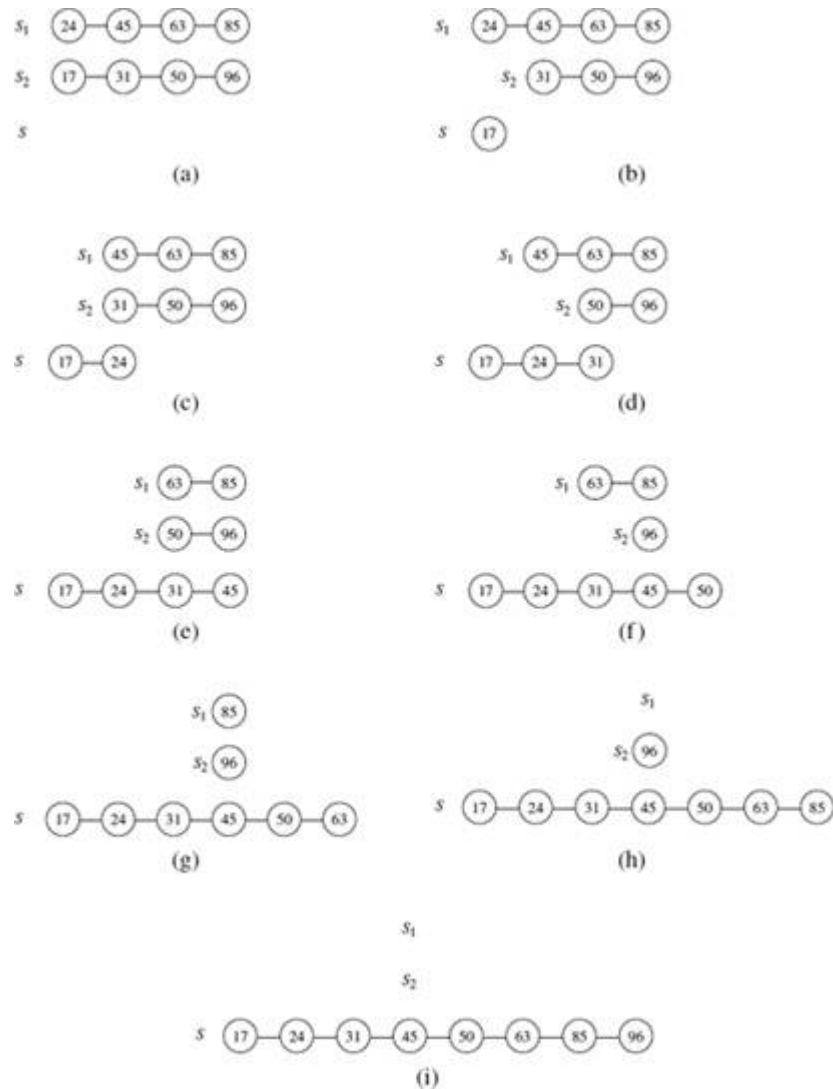 S1 24 45 63 85
S2 17 31 50 96
S
(a)
S1 24 45 63 85
S2 31 50 96
S 17
(b)
S1 45 63 85
S2 31 50 96
S 17 24
(c)
S1 45 63 85
S2 50 96
S 17 24 31
(d)
S1 63 85
S2 50 96
S 17 24 31 45
(e)
S1 63 85
S2 96
S 17 24 31 45 50
(f)
S1 85
S2 96
S 17 24 31 45 50 63
(g)
S1
S2 96
S 17 24 31 45 50 63 85
(h)
S1
S2
S 17 24 31 45 50 63 85 96
(i)